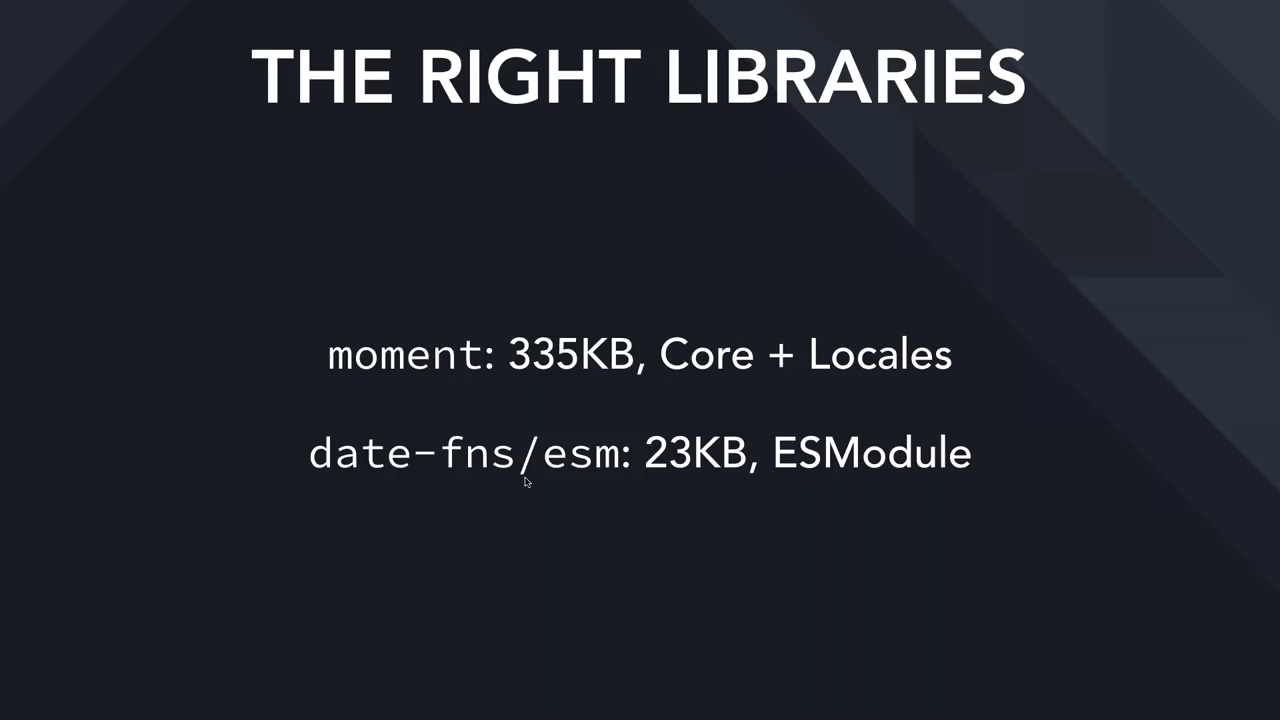 THE RIGHT LIBRARIES
moment: 335KB, Core + Locales
date-fns/esm: 23KB, ESModule